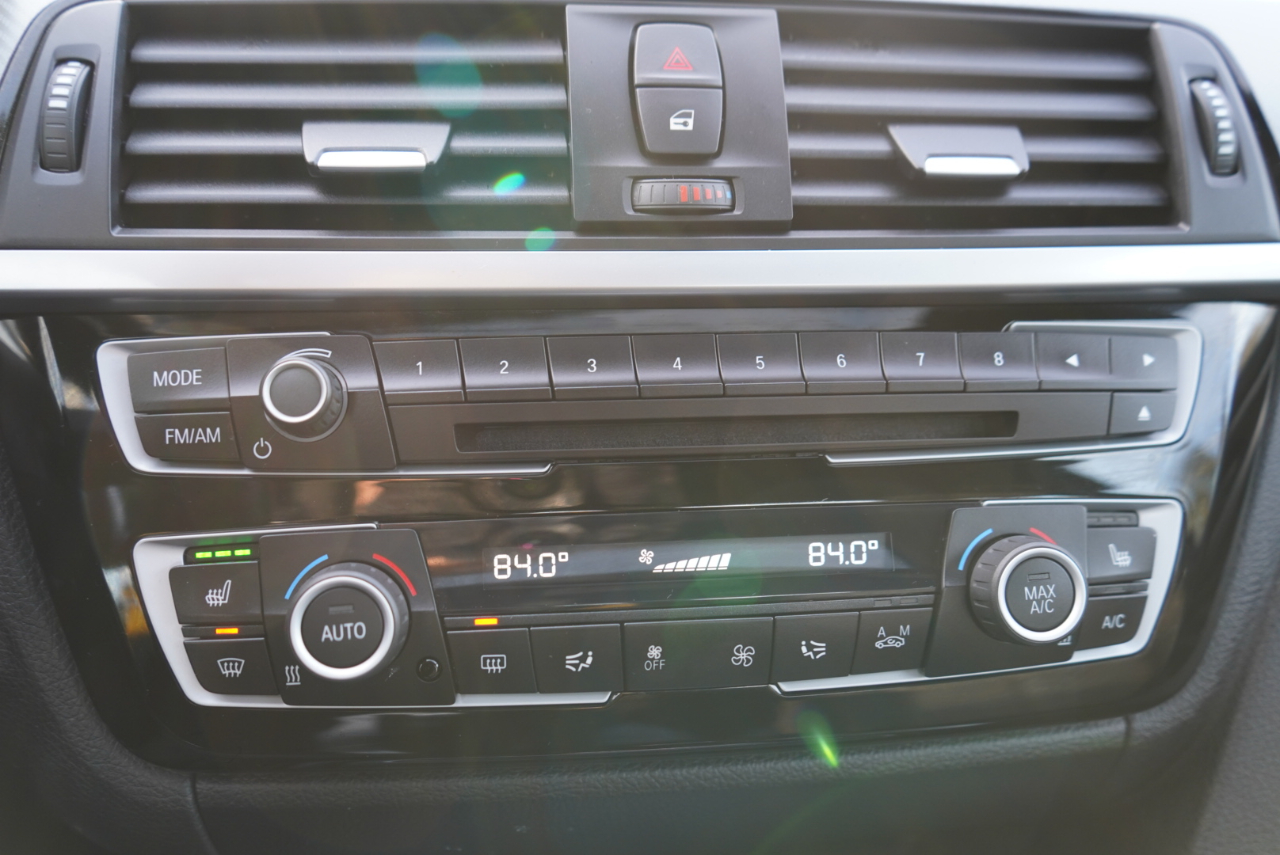 MODE
1 2 3 4 5 6 7 8
FM/AM
84.0° 84.0°
AUTO
MAX
A/C
A/C
OFF
A M